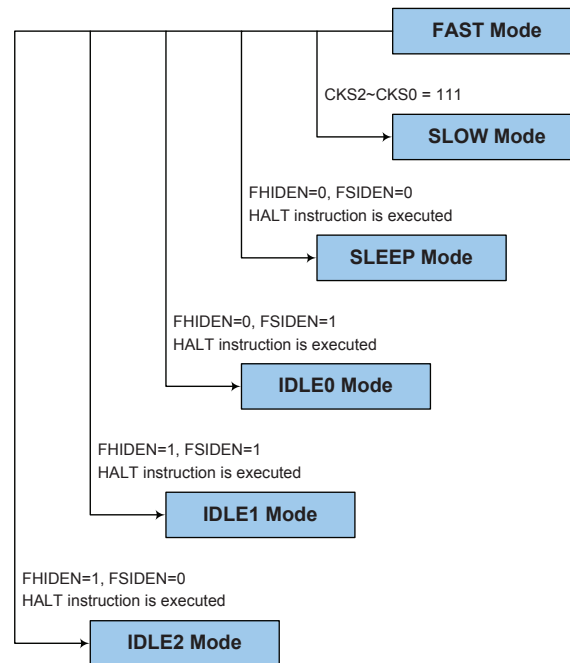 FAST Mode
CKS2~CKS0 = 111
SLOW Mode
FHIDEN=0, FSIDEN=0
HALT instruction is executed
SLEEP Mode
FHIDEN=0, FSIDEN=1
HALT instruction is executed
IDLE0 Mode
FHIDEN=1, FSIDEN=1
HALT instruction is executed
IDLE1 Mode
FHIDEN=1, FSIDEN=0
HALT instruction is executed
IDLE2 Mode